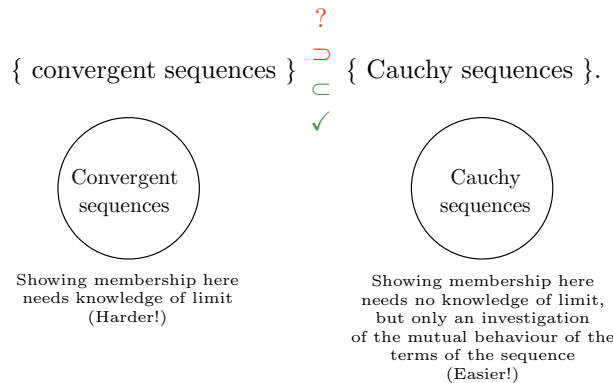 ?
⊃
{ convergent sequences } { Cauchy sequences }.
⊂
✓
Convergent
sequences
Cauchy
sequences
Showing membership here
needs knowledge of limit
(Harder!)
Showing membership here
needs no knowledge of limit,
but only an investigation
of the mutual behaviour of the
terms of the sequence
(Easier!)